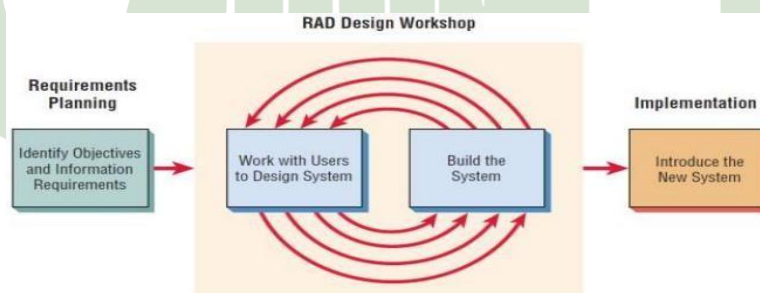 RAD Design Workshop
Requirements
Planning
Identify Objectives
and Information
Requirements
Work with Users
to Design System
Build the
System
Implementation
Introduce the
New System